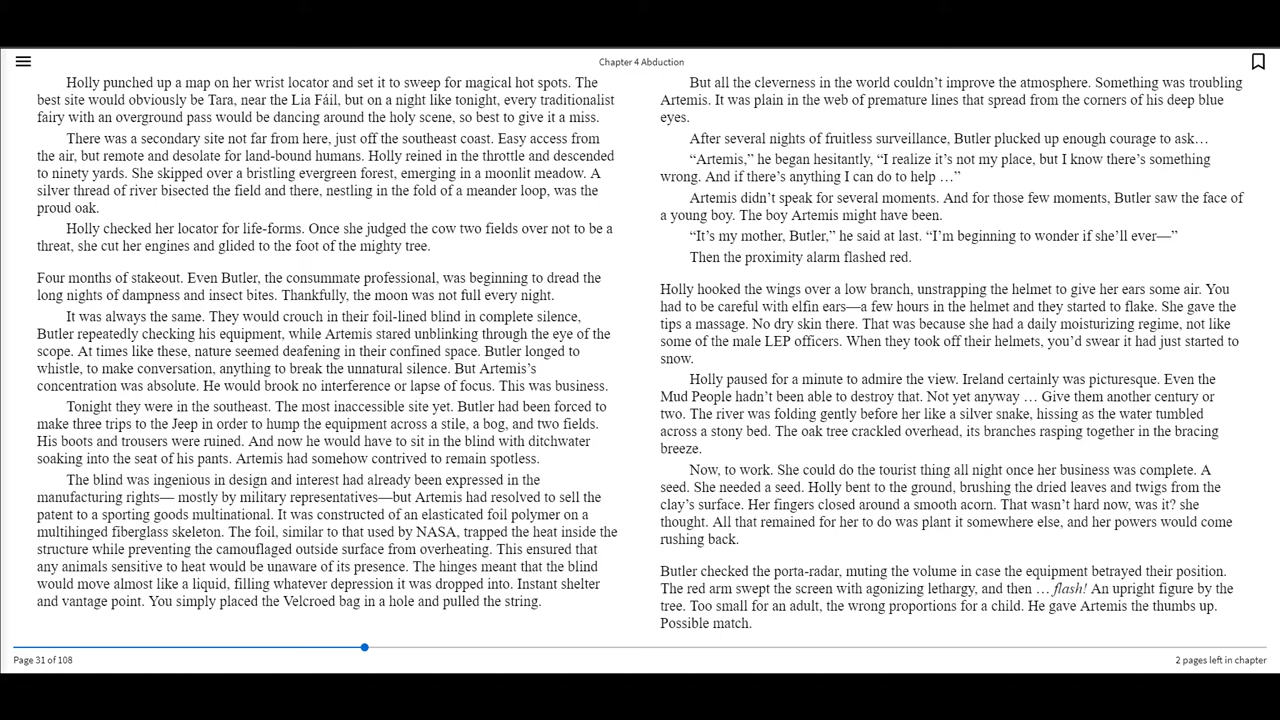 Chapter 4 Abduction
Holly punched up a map on her wrist locator and set it to sweep for magical hot spots. The
best site would obviously be Tara, near the Lia Fáil, but on a night like tonight, every traditionalist
fairy with an overground pass would be dancing around the holy scene, so best to give it a miss.
There was a secondary site not far from here, just off the southeast coast. Easy access from
the air, but remote and desolate for land-bound humans. Holly reined in the throttle and descended
to ninety yards. She skipped over a bristling evergreen forest, emerging in a moonlit meadow. A
silver thread of river bisected the field and there, nestling in the fold of a meander loop, was the
proud oak.
Holly checked her locator for life-forms. Once she judged the cow two fields over not to be a
threat, she cut her engines and glided to the foot of the mighty tree.
Four months of stakeout. Even Butler, the consummate professional, was beginning to dread the
long nights of dampness and insect bites. Thankfully, the moon was not full every night.
It was always the same. They would crouch in their foil-lined blind in complete silence,
Butler repeatedly checking his equipment, while Artemis stared unblinking through the eye of the
scope. At times like these, nature seemed deafening in their confined space. Butler longed to
whistle, to make conversation, anything to break the unnatural silence. But Artemis’s
concentration was absolute. He would brook no interference or lapse of focus. This was business.
Tonight they were in the southeast. The most inaccessible site yet. Butler had been forced to
make three trips to the Jeep in order to hump the equipment across a stile, a bog, and two fields.
His boots and trousers were ruined. And now he would have to sit in the blind with ditchwater
soaking into the seat of his pants. Artemis had somehow contrived to remain spotless.
The blind was ingenious in design and interest had already been expressed in the
manufacturing rights— mostly by military representatives—but Artemis had resolved to sell the
patent to a sporting goods multinational. It was constructed of an elasticated foil polymer on a
multihinged fiberglass skeleton. The foil, similar to that used by NASA, trapped the heat inside the
structure while preventing the camouflaged outside surface from overheating. This ensured that
any animals sensitive to heat would be unaware of its presence. The hinges meant that the blind
would move almost like a liquid, filling whatever depression it was dropped into. Instant shelter
and vantage point. You simply placed the Velcroed bag in a hole and pulled the string.
But all the cleverness in the world couldn’t improve the atmosphere. Something was troubling
Artemis. It was plain in the web of premature lines that spread from the corners of his deep blue
eyes.
After several nights of fruitless surveillance, Butler plucked up enough courage to ask…
“Artemis,” he began hesitantly, “I realize it’s not my place, but I know there’s something
wrong. And if there’s anything I can do to help …”
Artemis didn’t speak for several moments. And for those few moments, Butler saw the face of
a young boy. The boy Artemis might have been.
“It’s my mother, Butler,” he said at last. “I’m beginning to wonder if she’ll ever—”
Then the proximity alarm flashed red.
Holly hooked the wings over a low branch, unstrapping the helmet to give her ears some air. You
had to be careful with elfin ears—a few hours in the helmet and they started to flake. She gave the
tips a massage. No dry skin there. That was because she had a daily moisturizing regime, not like
some of the male LEP officers. When they took off their helmets, you’d swear it had just started to
snow.
Holly paused for a minute to admire the view. Ireland certainly was picturesque. Even the
Mud People hadn’t been able to destroy that. Not yet anyway … Give them another century or
two. The river was folding gently before her like a silver snake, hissing as the water tumbled
across a stony bed. The oak tree crackled overhead, its branches rasping together in the bracing
breeze.
Now, to work. She could do the tourist thing all night once her business was complete. A
seed. She needed a seed. Holly bent to the ground, brushing the dried leaves and twigs from the
clay’s surface. Her fingers closed around a smooth acorn. That wasn’t hard now, was it? she
thought. All that remained for her to do was plant it somewhere else, and her powers would come
rushing back.
Butler checked the porta-radar, muting the volume in case the equipment betrayed their position.
The red arm swept the screen with agonizing lethargy, and then … flash! An upright figure by the
tree. Too small for an adult, the wrong proportions for a child. He gave Artemis the thumbs up.
Possible match.
Page 31 of 108
2 pages left in chapter